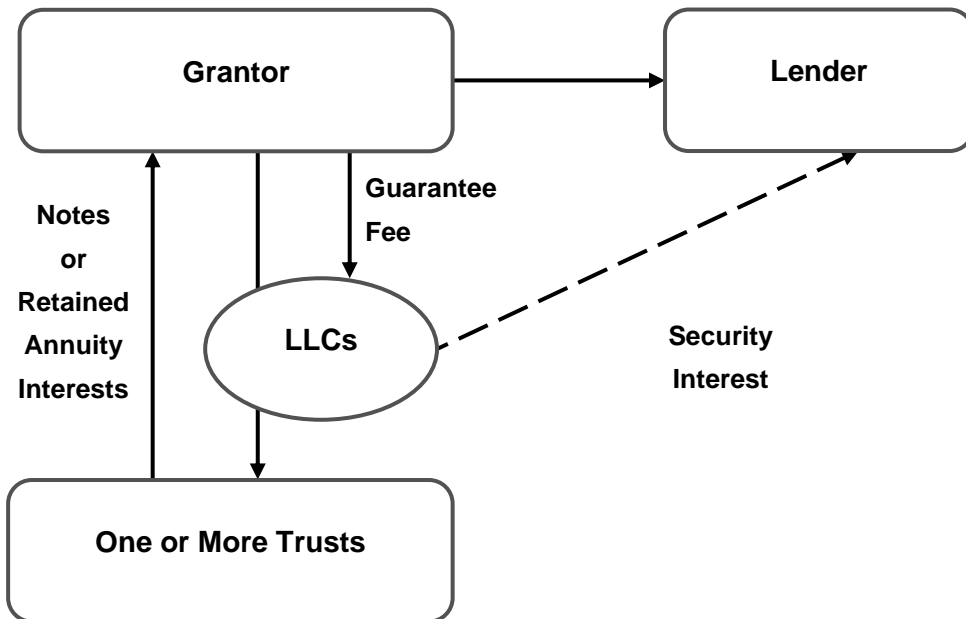 Grantor
Lender
Guarantee
Fee
Notes
or
Retained
Annuity
Interests
LLCs
Security
Interest
One or More Trusts